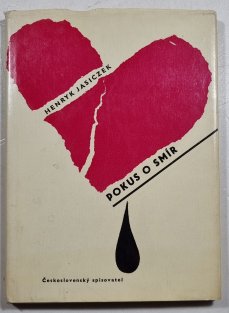 HENRYK JASICZEK
POKUS O SMÍR
Československý spisovatel